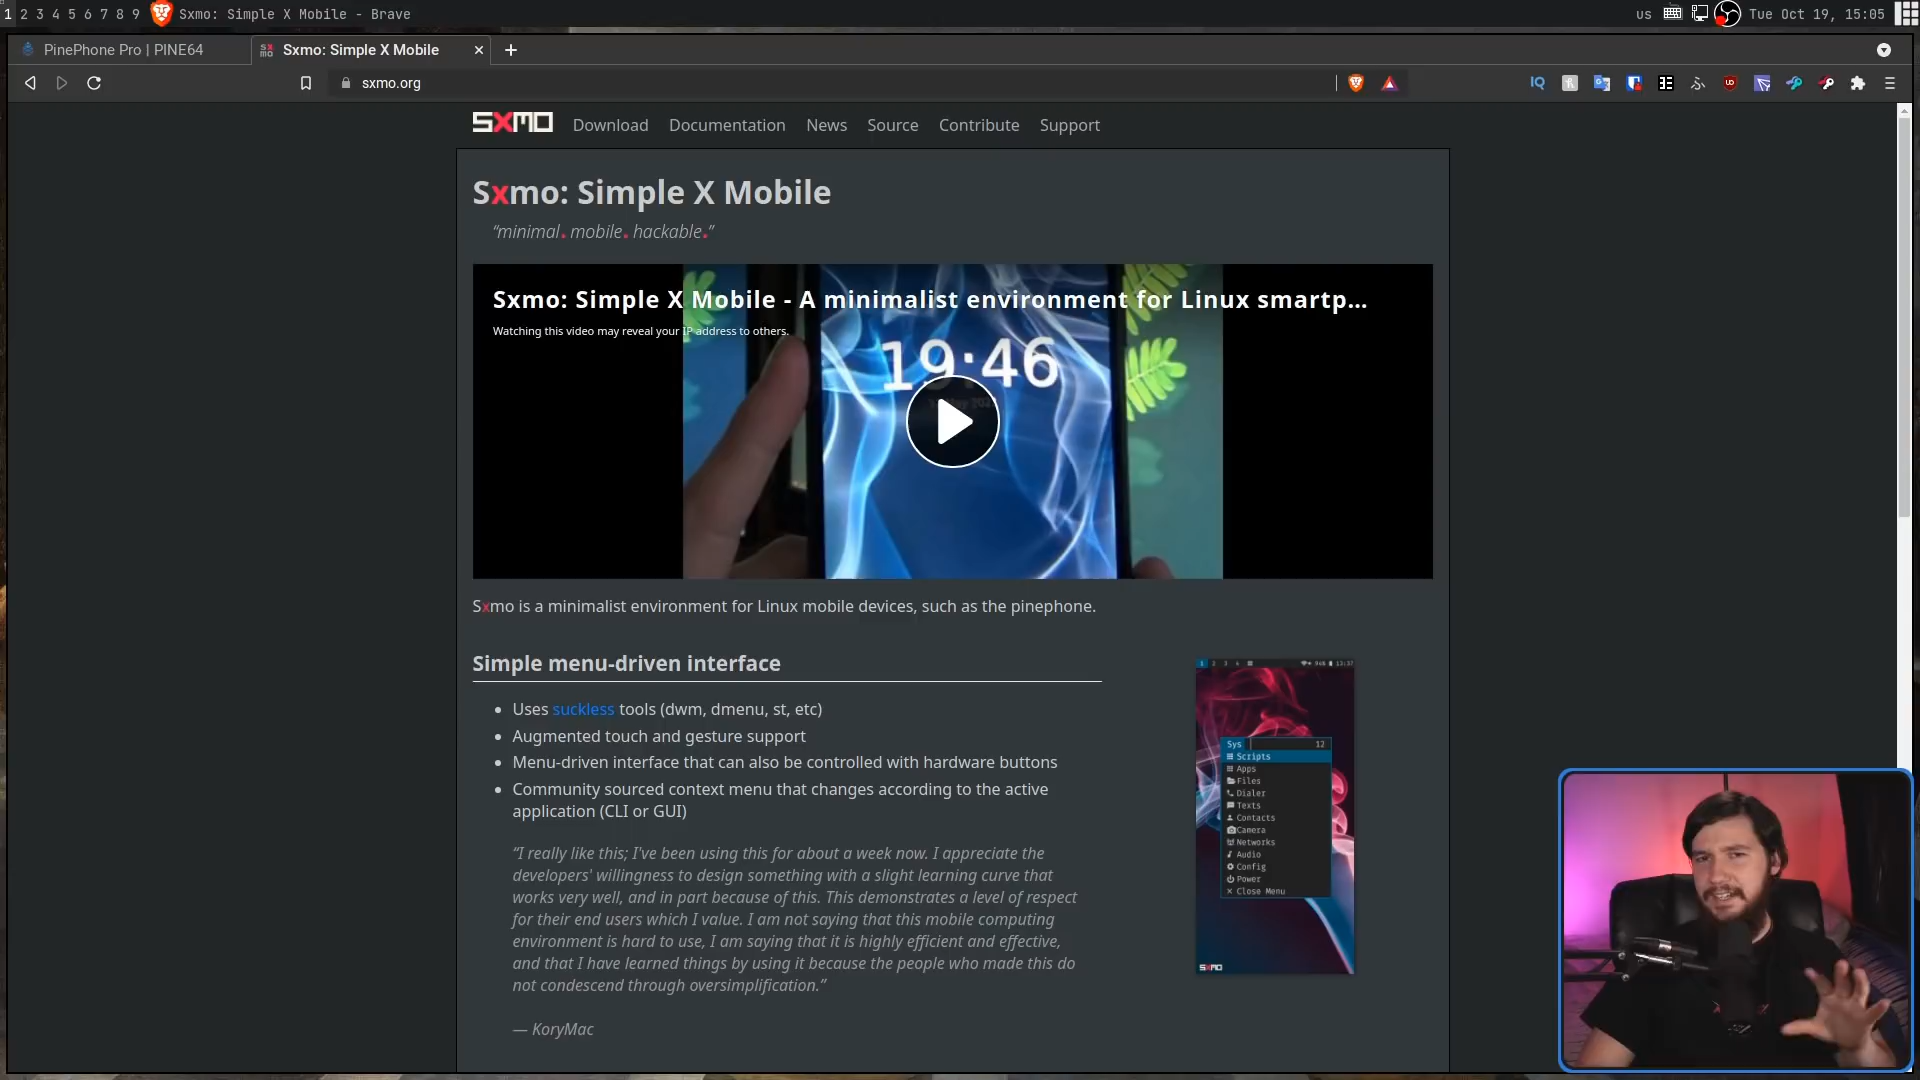 1 2 3 4 5 6 7 8 9 Sxmo: Simple X Mobile - Brave
us Tue Oct 19, 15:05
PinePhone Pro | PINE64
Sxmo: Simple X Mobile
sxmo.org
SXMO Download Documentation News Source Contribute Support
Sxmo: Simple X Mobile
“minimal. mobile. hackable.”
Sxmo: Simple X Mobile - A minimalist environment for Linux smartp...
Watching this video may reveal your IP address to others.
19:46
Sxmo is a minimalist environment for Linux mobile devices, such as the pinephone.
Simple menu-driven interface
Uses suckless tools (dwm, dmenu, st, etc)
Augmented touch and gesture support
Menu-driven interface that can also be controlled with hardware buttons
Community sourced context menu that changes according to the active
application (CLI or GUI)
“I really like this; I've been using this for about a week now. I appreciate the
developers' willingness to design something with a slight learning curve that
works very well, and in part because of this. This demonstrates a level of respect
for their end users which I value. I am not saying that this mobile computing
environment is hard to use, I am saying that it is highly efficient and effective,
and that I have learned things by using it because the people who made this do
not condescend through oversimplification.”
— KoryMac
1 2 3 4 94% 13:37
Sys 12
Scripts
Apps
Files
Dialer
Texts
Contacts
Camera
Networks
Audio
Config
Power
Close Menu
SXMO